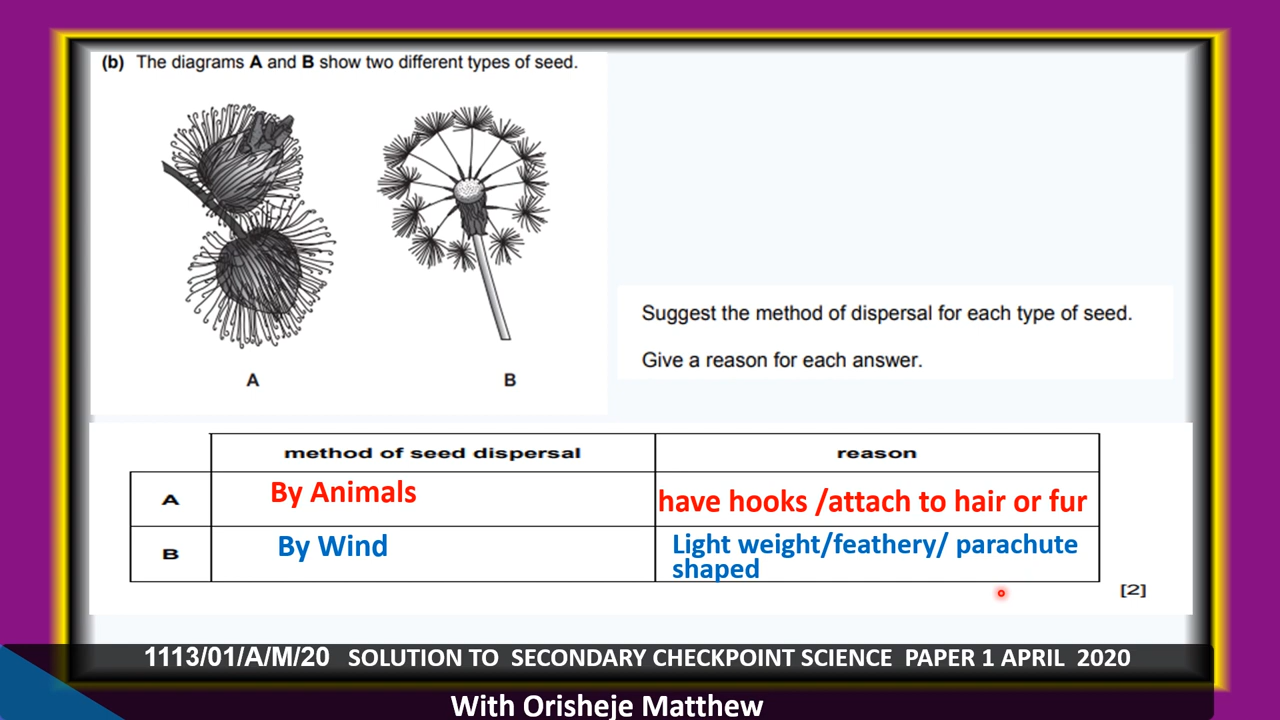 (b) The diagrams A and B show two different types of seed.
A
B
Suggest the method of dispersal for each type of seed.
Give a reason for each answer.
method of seed dispersal
reason
A
By Animals
have hooks /attach to hair or fur
B
By Wind
Light weight/feathery/ parachute
shaped
[2]
1113/01/A/M/20 SOLUTION TO SECONDARY CHECKPOINT SCIENCE PAPER 1 APRIL 2020
With Orisheje Matthew